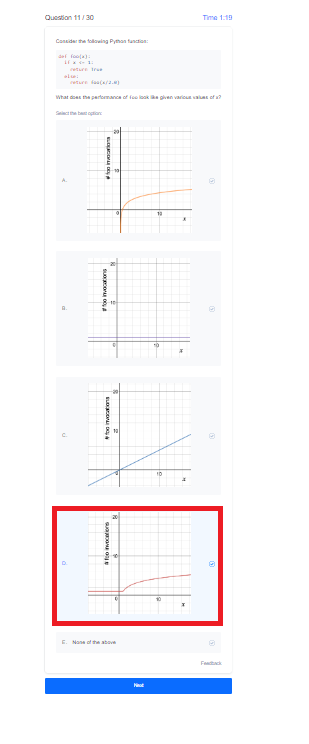 Question 11 / 30
Time 1:19
Consider the following Python function:
def foo(x):
if x <= 1:
return True
else:
return foo(x/2.0)
What does the performance of foo look like given various values of x?
Select the best option:
A.
# foo invocations
20
10
0
10
x
B.
# foo invocations
20
10
0
10
x
C.
# foo invocations
20
10
0
10
x
D.
# foo invocations
20
10
0
10
x
E. None of the above
Feedback
Next